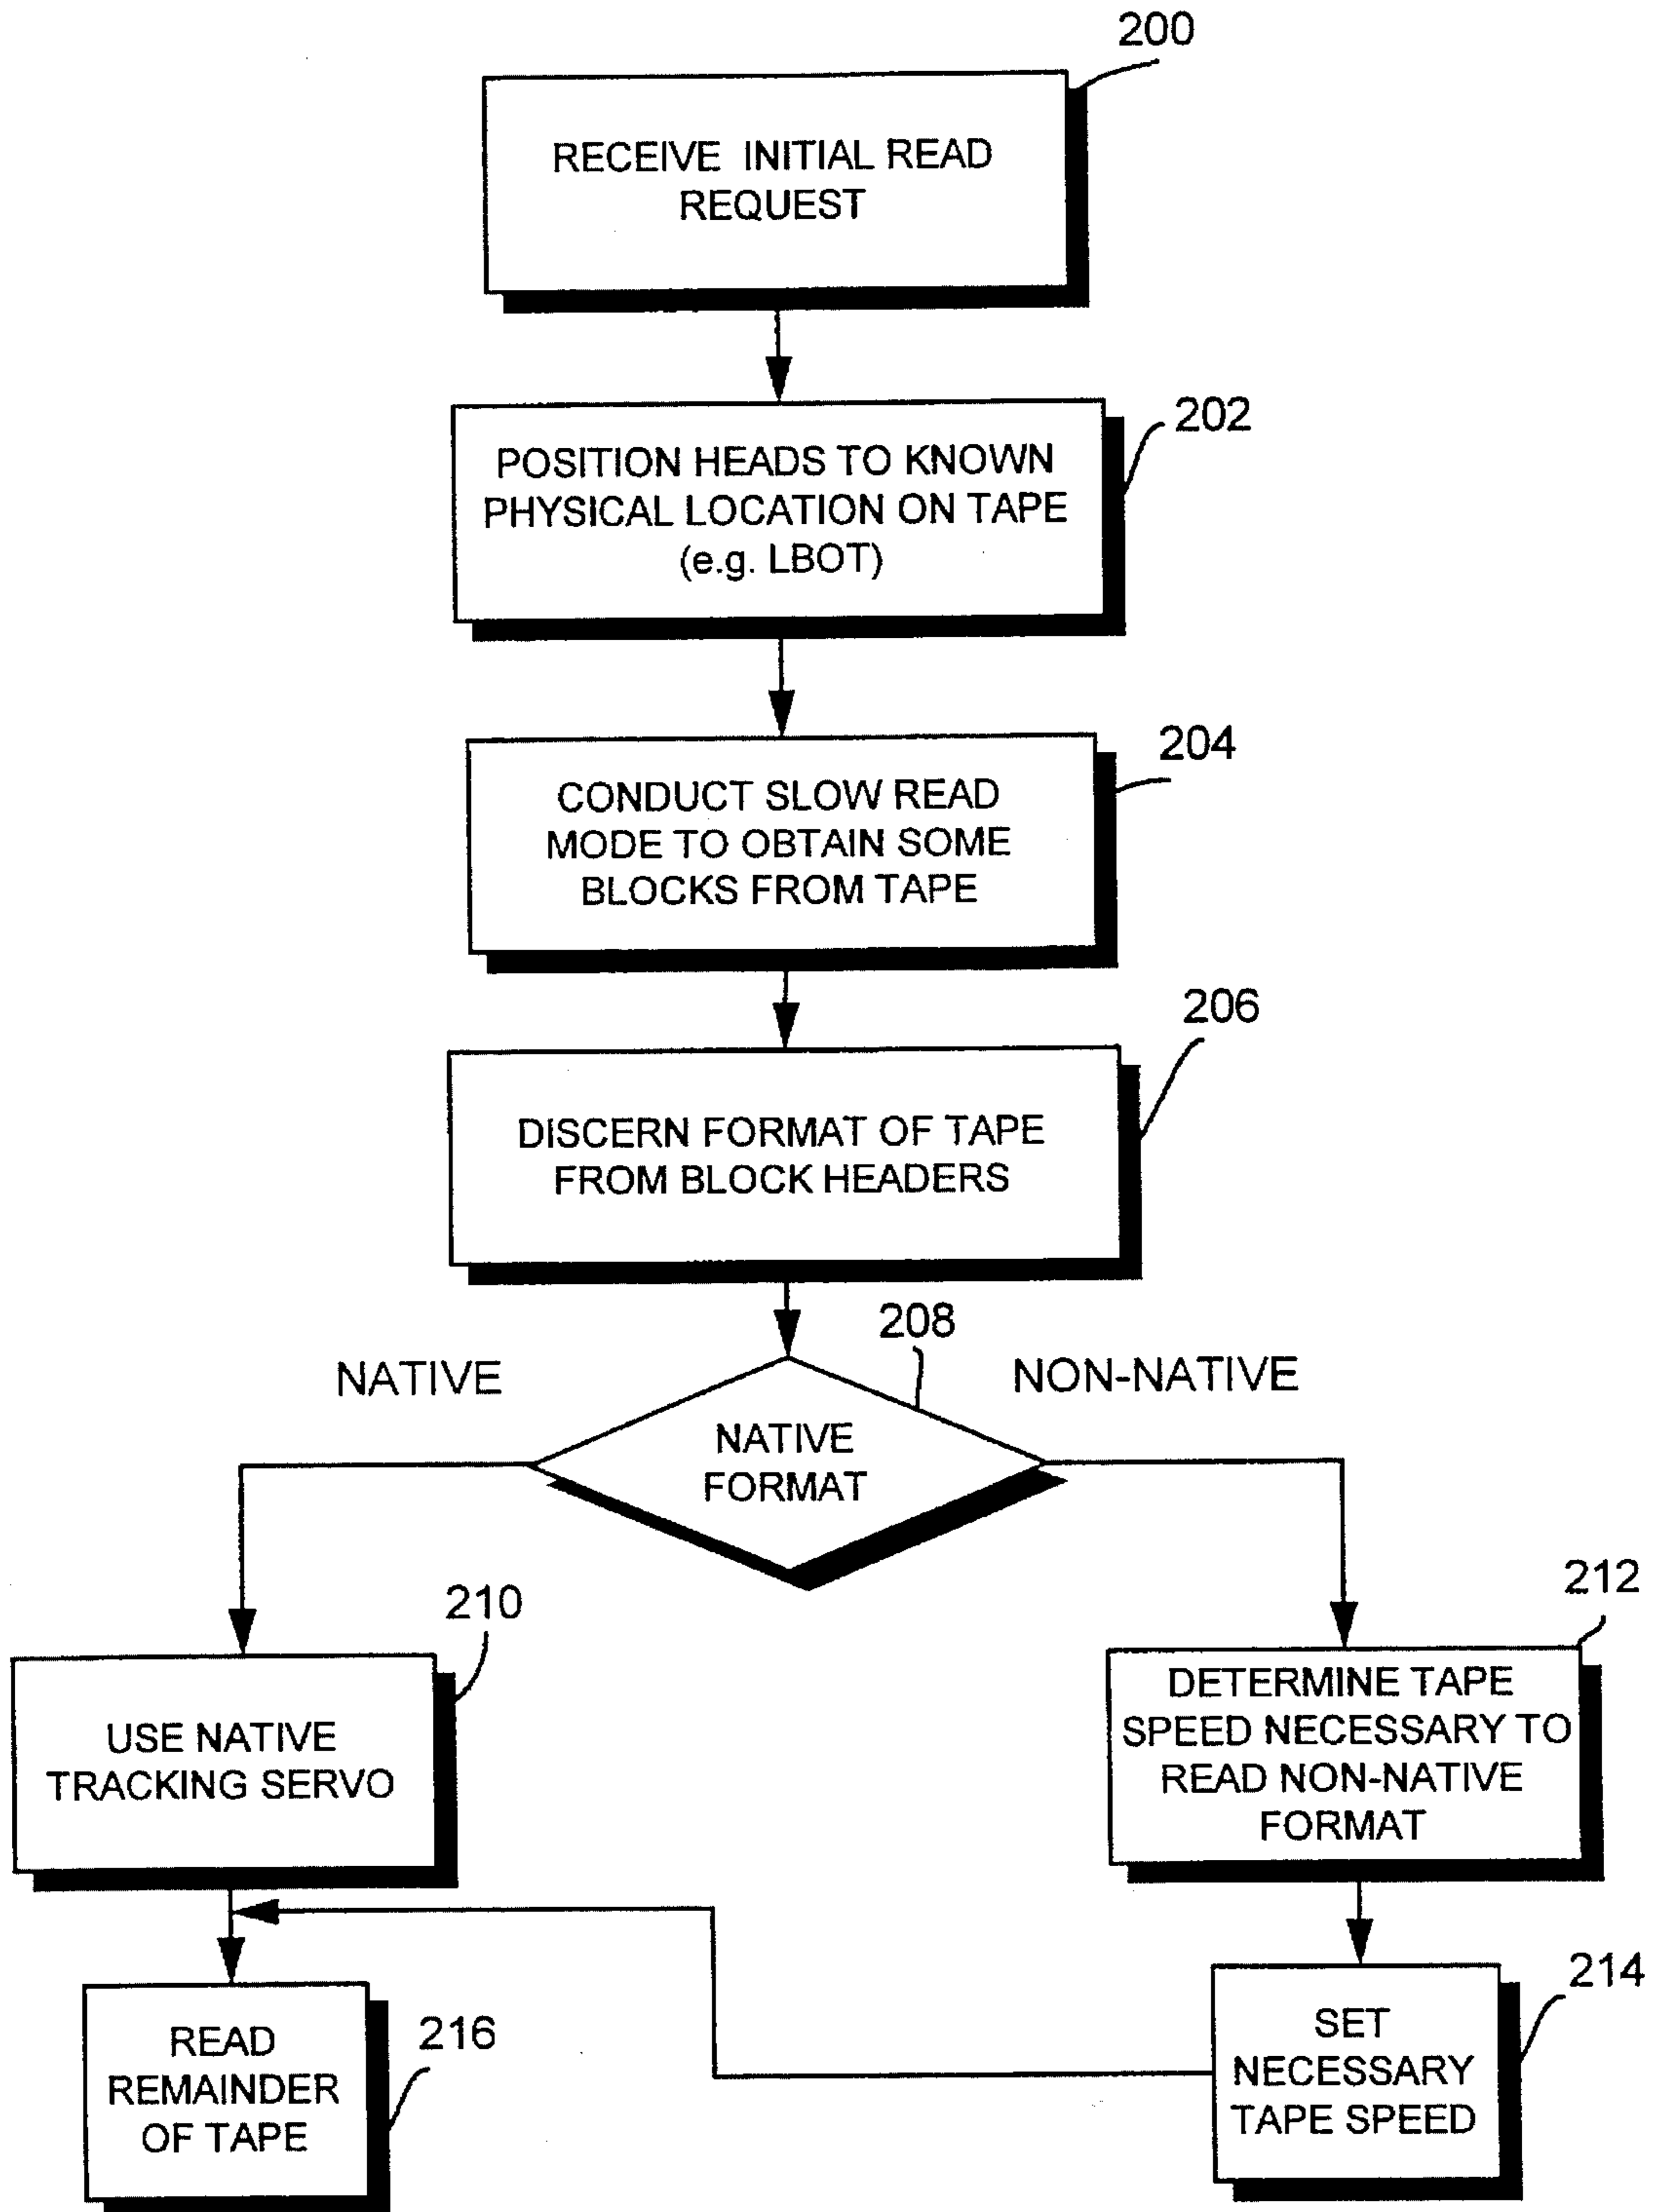 200
RECEIVE INITIAL READ
REQUEST
202
POSITION HEADS TO KNOWN
PHYSICAL LOCATION ON TAPE
(e.g. LBOT)
204
CONDUCT SLOW READ
MODE TO OBTAIN SOME
BLOCKS FROM TAPE
206
DISCERN FORMAT OF TAPE
FROM BLOCK HEADERS
208
NATIVE
NON-NATIVE
NATIVE
FORMAT
210
USE NATIVE
TRACKING SERVO
212
DETERMINE TAPE
SPEED NECESSARY TO
READ NON-NATIVE
FORMAT
214
SET
NECESSARY
TAPE SPEED
216
READ
REMAINDER
OF TAPE